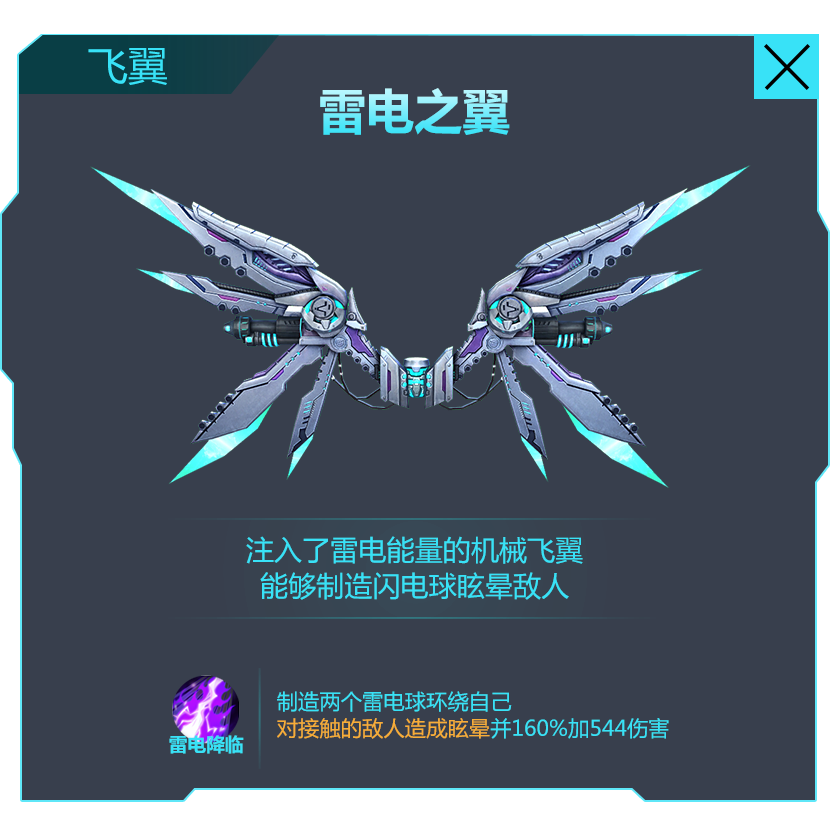 飞翼
雷电之翼
注入了雷电能量的机械飞翼
能够制造闪电球眩晕敌人
制造两个雷电球环绕自己
对接触的敌人造成眩晕并160%加544伤害
雷电降临